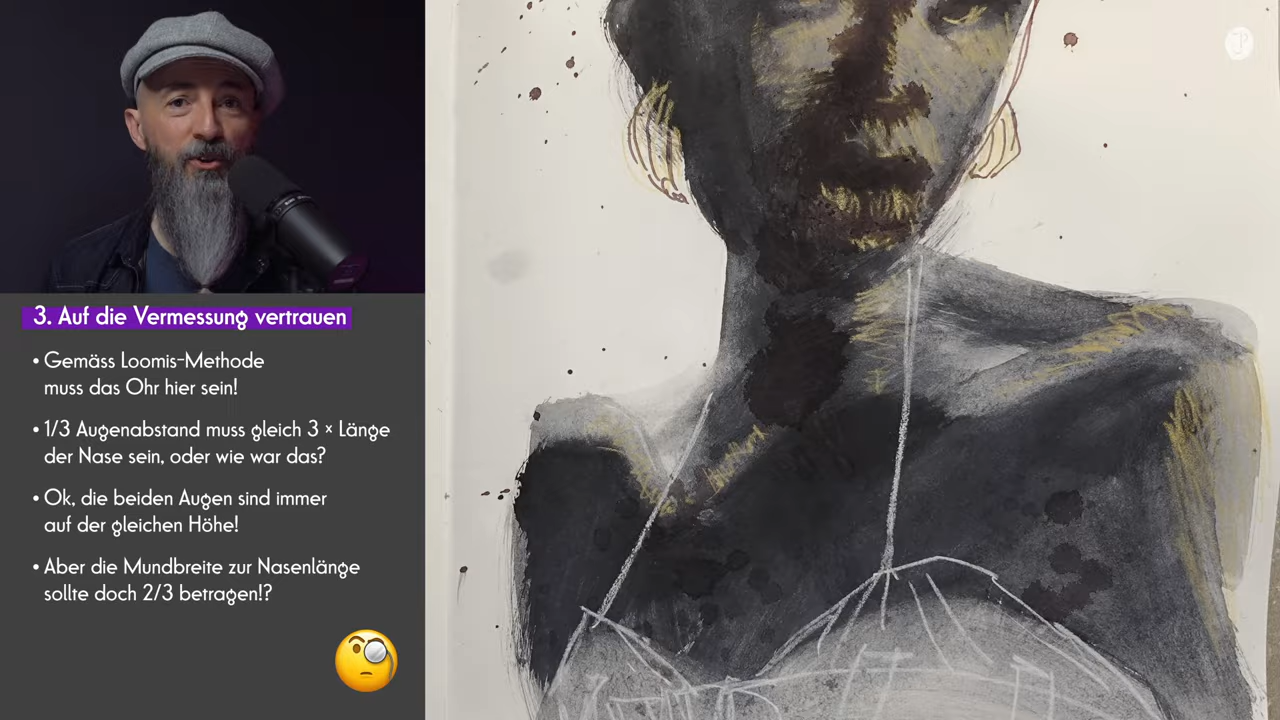 3. Auf die Vermessung vertrauen
• Gemäss Loomis-Methode
muss das Ohr hier sein!
• 1/3 Augenabstand muss gleich 3 × Länge
der Nase sein, oder wie war das?
• Ok, die beiden Augen sind immer
auf der gleichen Höhe!
• Aber die Mundbreite zur Nasenlänge
sollte doch 2/3 betragen!?